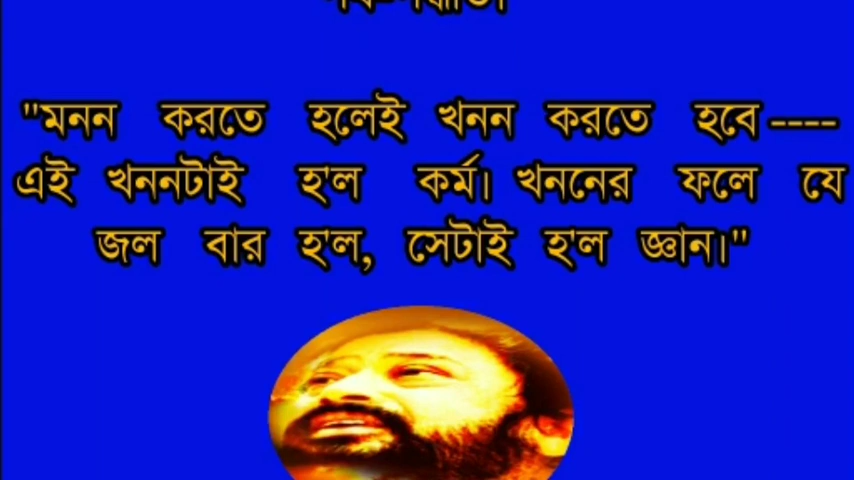 "মনন করতে হলেই খনন করতে হবে ----
এই খননটাই হ'ল কর্ম। খননের ফলে যে
জল বার হ'ল, সেটাই হ'ল জ্ঞান।"